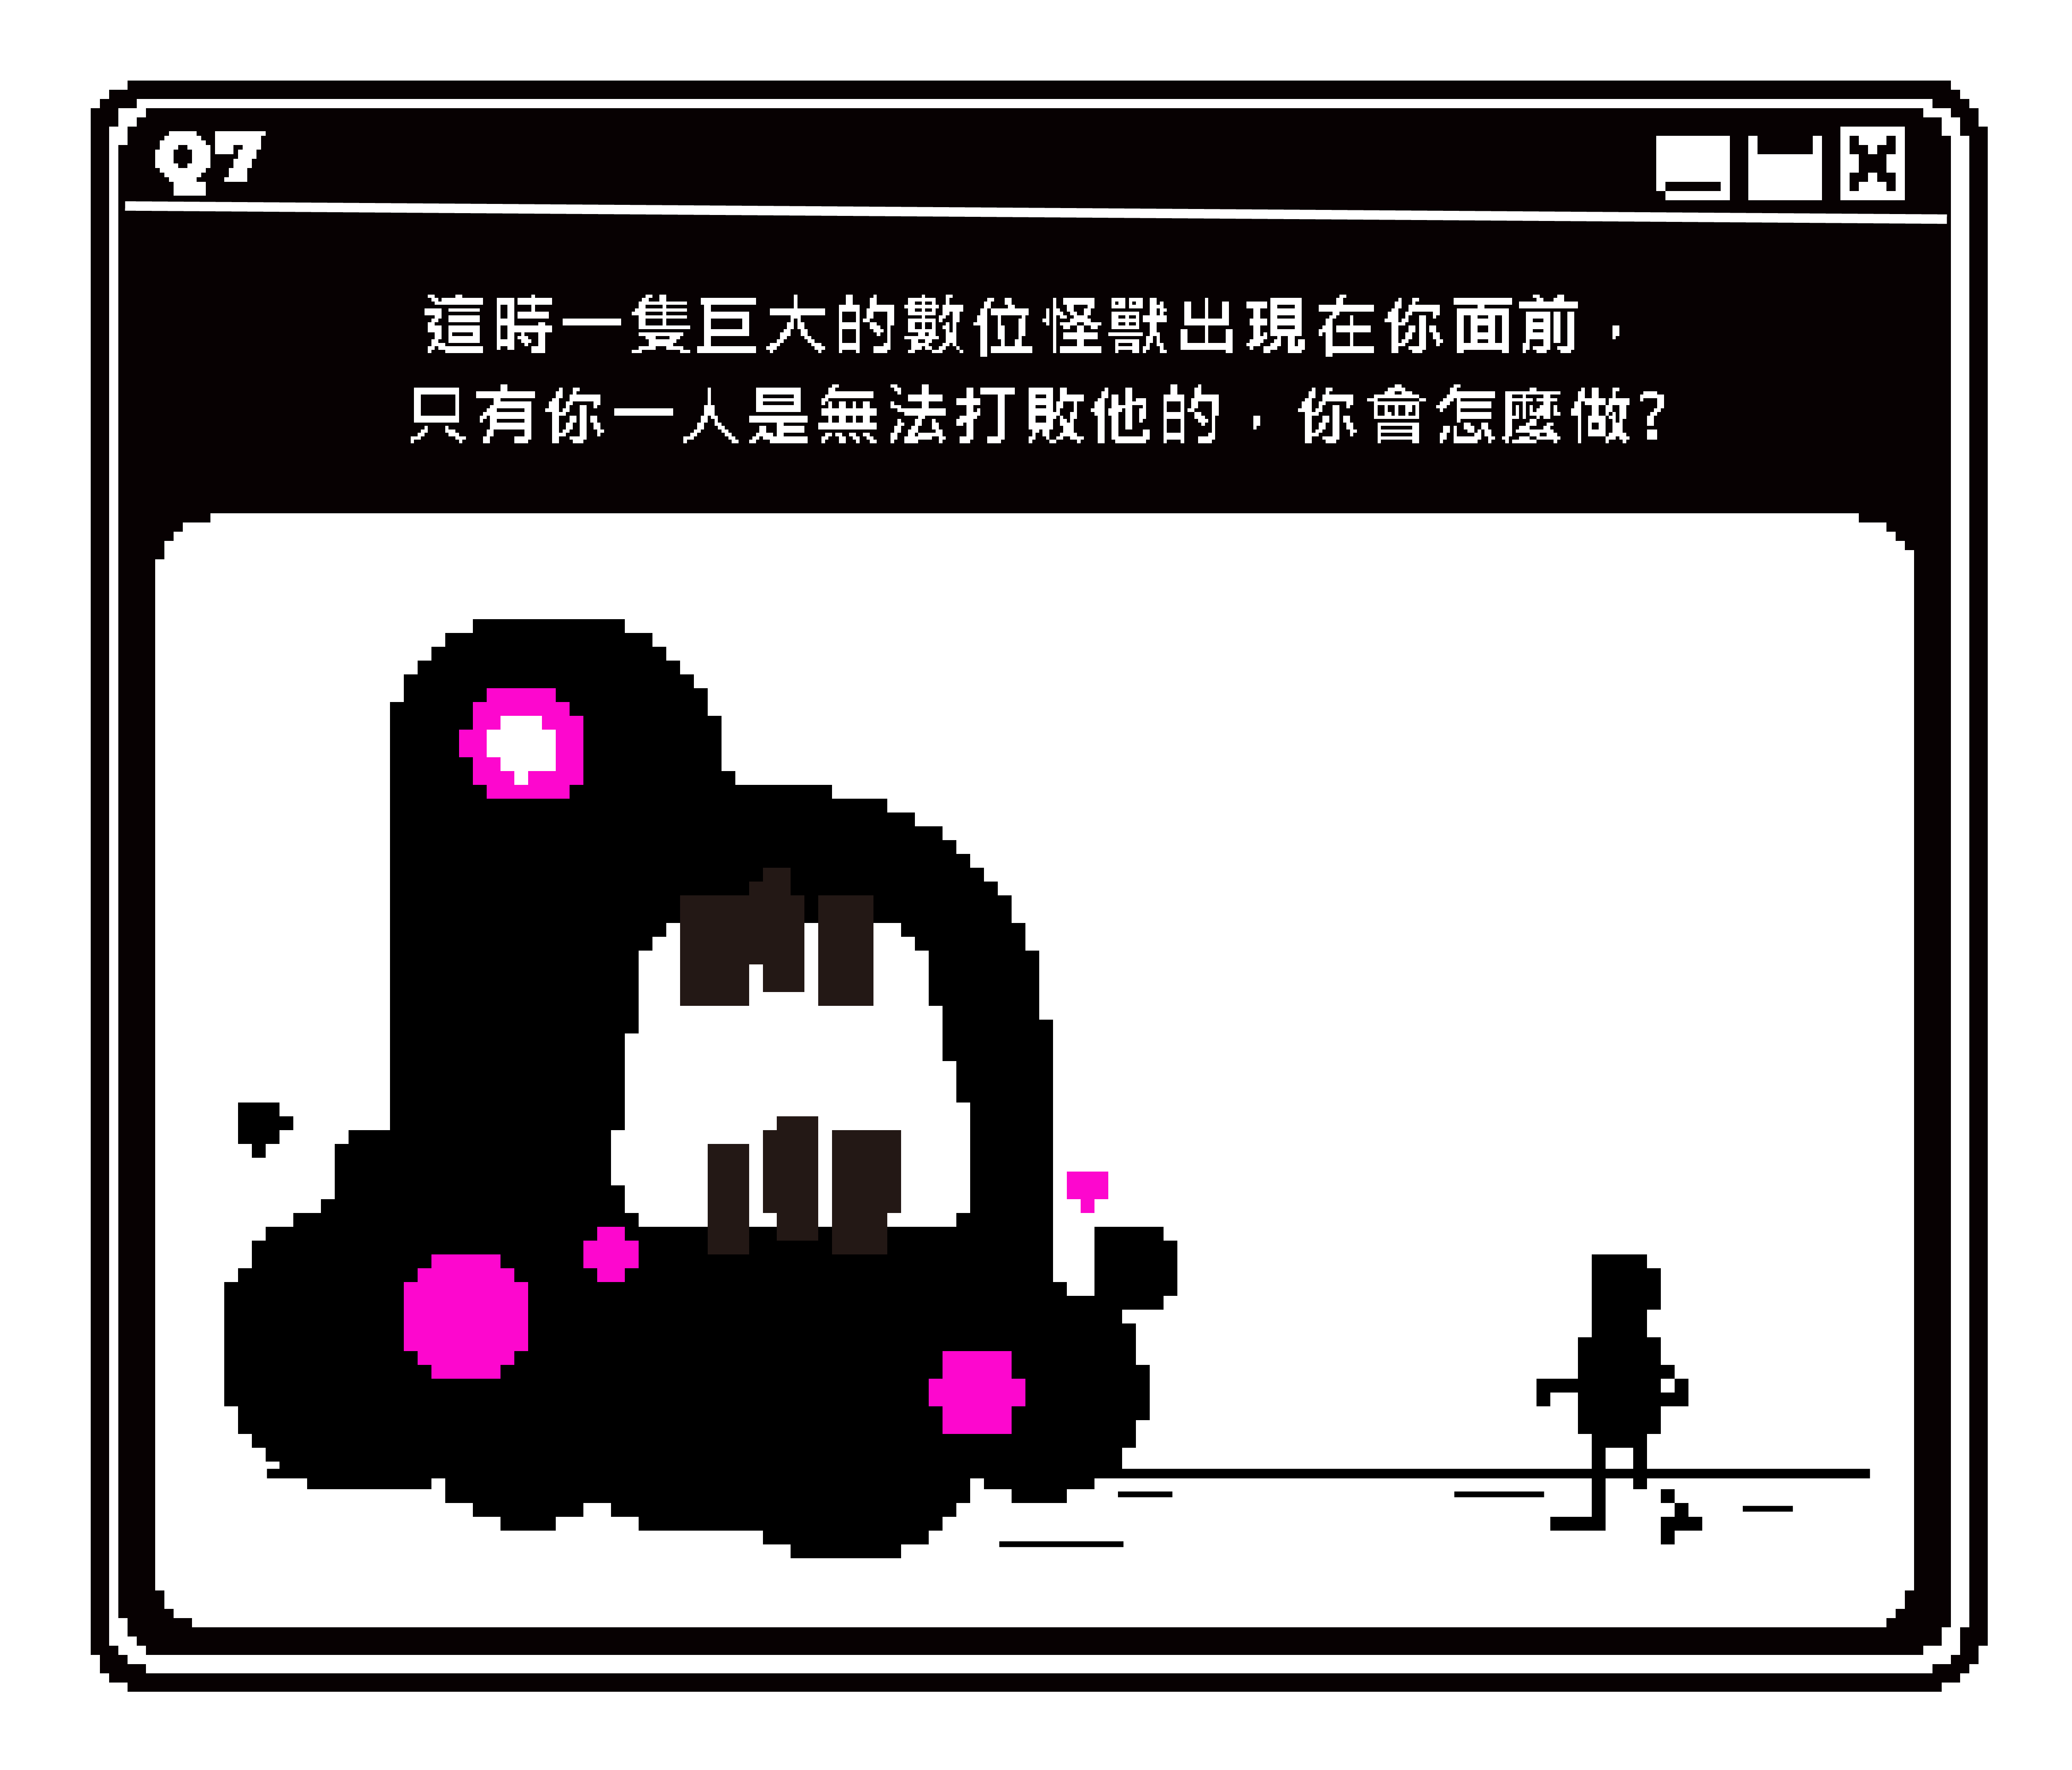 Q7
這時一隻巨大的數位怪獸出現在你面前，
只有你一人是無法打敗他的，你會怎麼做？